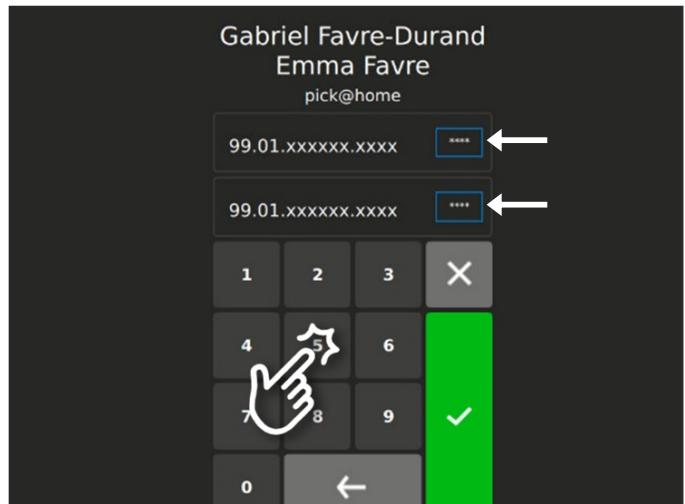 Gabriel Favre-Durand
Emma Favre
pick@home
99.01.xxxxxx.xxxx ****
99.01.xxxxxx.xxxx ****
1 2 3
4 5 6
7 8 9
0